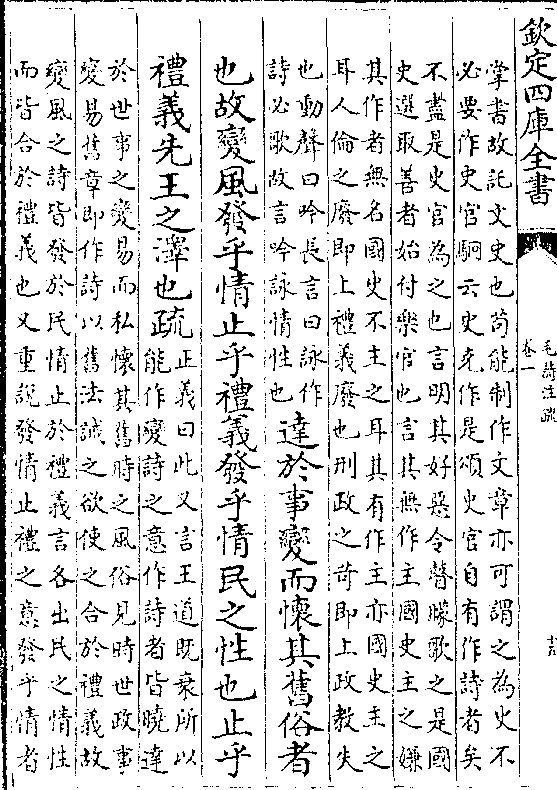 欽定四庫全書
毛詩注疏
卷一
十五
掌書故託文史也苟能制作文章亦可謂之為史不
必要作史官駉云史克作是頌史官自有作詩者矣
不盡是史官為之也言明其好惡令瞽矇歌之是國
史選取善者始付樂官也言其無作主國史主之嫌
其作者無名國史不主之耳其有作主亦國史主之
耳人倫之廢即上禮義廢也刑政之苛即上政教失
也動聲曰吟長言曰詠作
詩必歌故言吟詠情性也
達於事變而懷其舊俗者
也故變風發乎情止乎禮義發乎情民之性也止乎
禮義先王之澤也疏
正義曰此又言王道既衰所以
能作變詩之意作詩者皆曉達
於世事之變易而私懷其舊時之風俗見時世政事
變易舊章即作詩以舊法誡之欲使之合於禮義故
變風之詩皆發於民情止於禮義言各出民之情性
而皆合於禮義也又重說發情止禮之意發乎情者